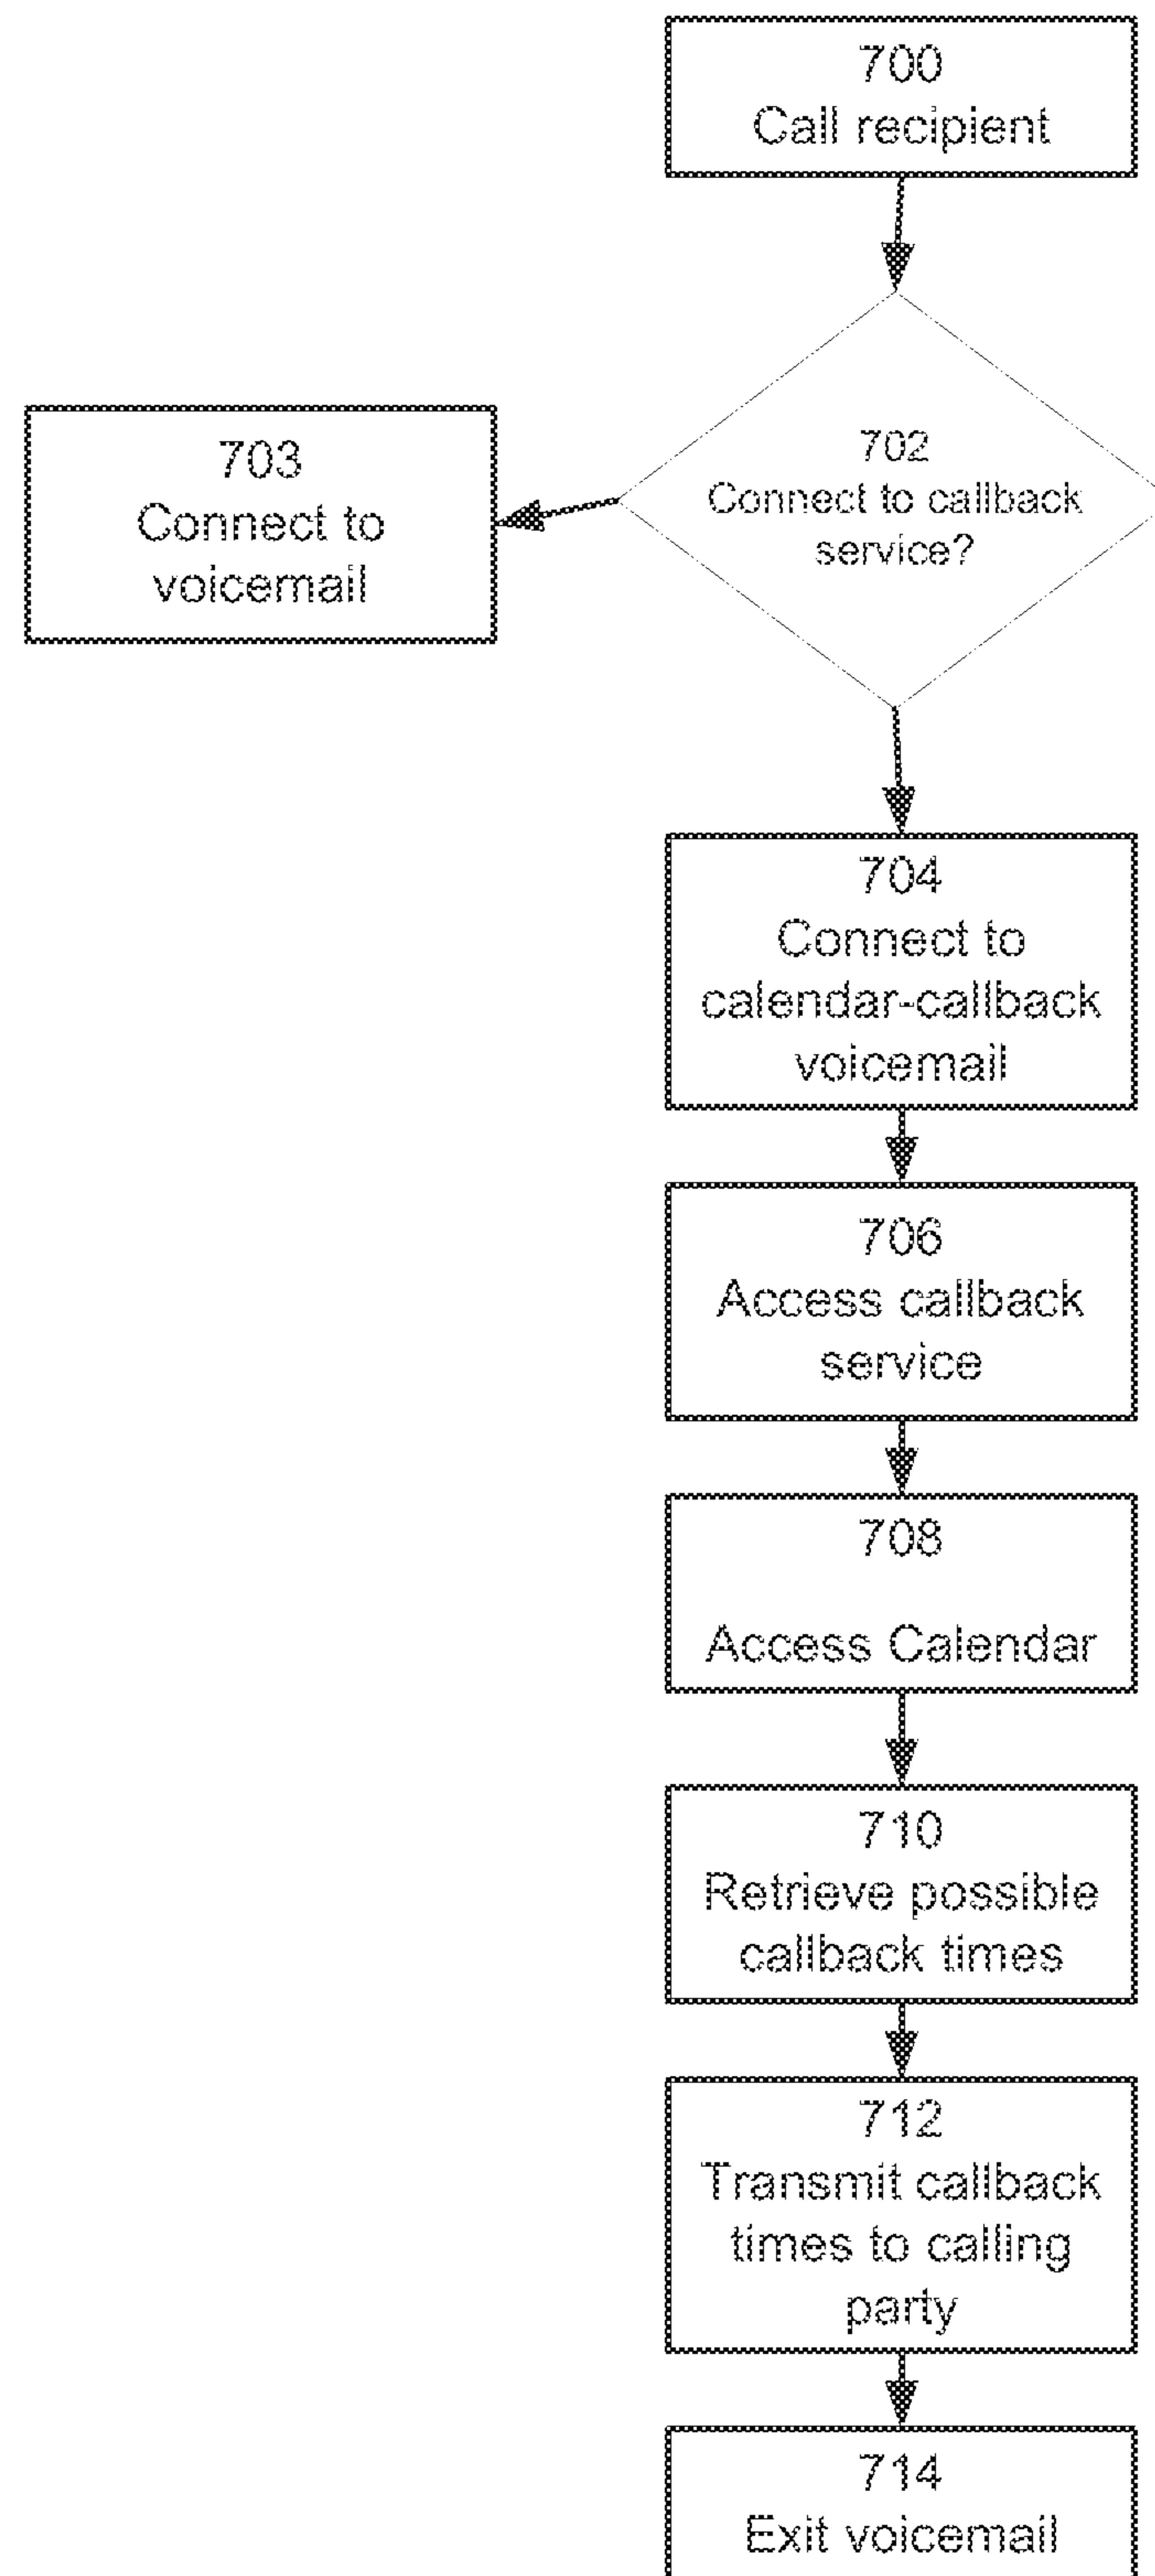 700
Call recipient
702
Connect to callback
service?
703
Connect to
voicemail
704
Connect to
calendar-callback
voicemail
706
Access callback
service
708
Access Calendar
710
Retrieve possible
callback times
712
Transmit callback
times to calling
party
714
Exit voicemail